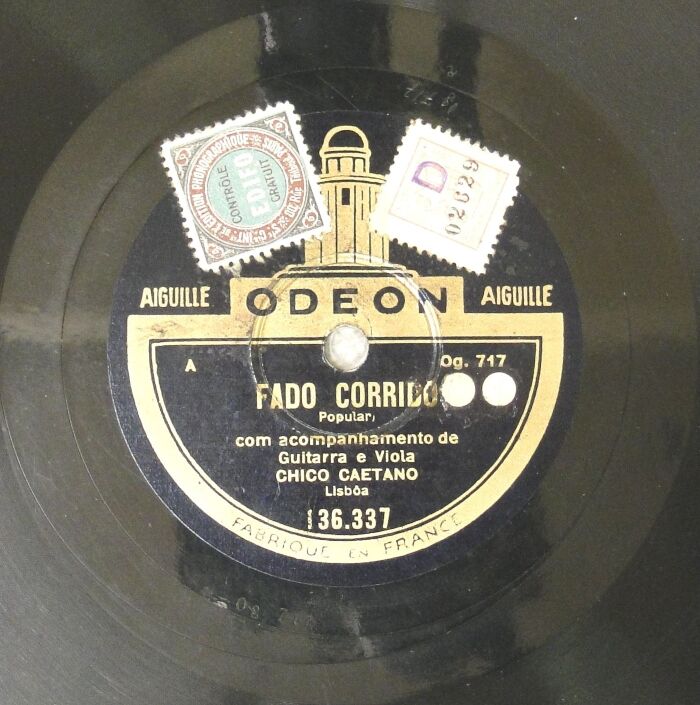 CONTRÔLE
EDIFO
GRATUIT
D
02629
AIGUILLE ODEON AIGUILLE
A Og. 717
FADO CORRIDO
Popular)
com acompanhamento de
Guitarra e Viola
CHICO CAETANO
Lisbôa
136.337
FABRIQUÉ EN FRANCE